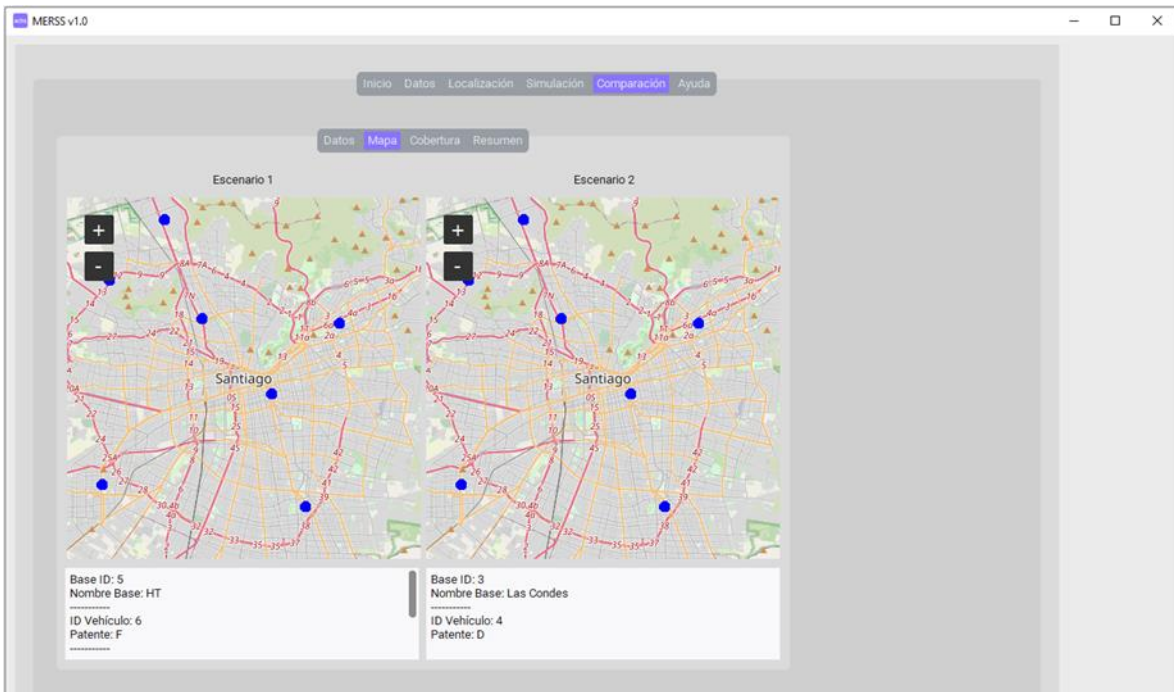 MERSS v1.0
Inicio Datos Localización Simulación Comparación Ayuda
Datos Mapa Cobertura Resumen
Escenario 1
Escenario 2
+
-
Santiago
+
-
Santiago
Base ID: 5
Nombre Base: HT
-----------
ID Vehículo: 6
Patente: F
-----------
Base ID: 3
Nombre Base: Las Condes
-----------
ID Vehículo: 4
Patente: D